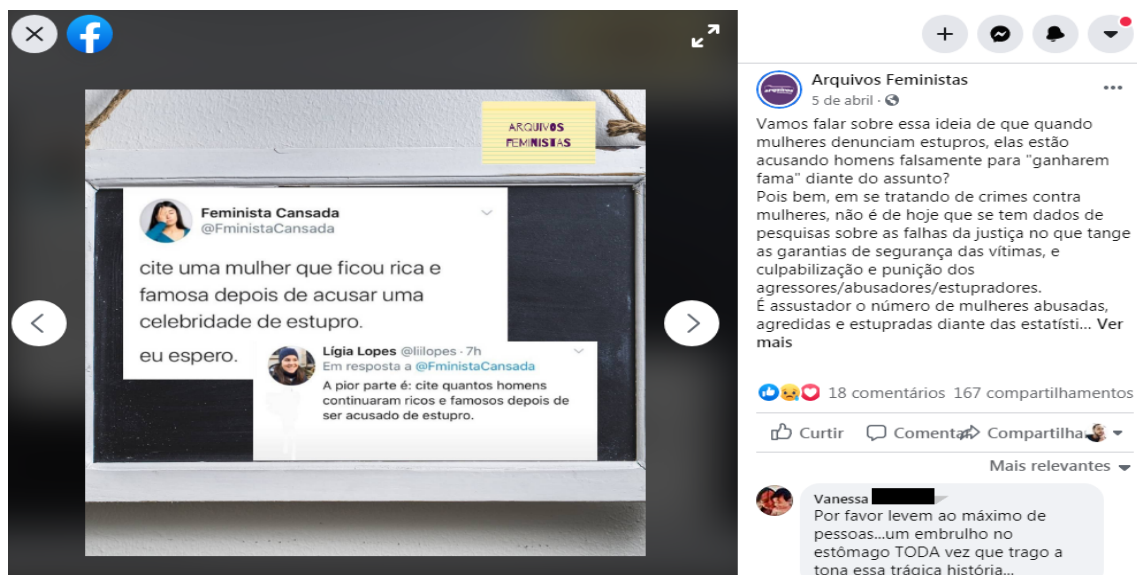 ARQUIVOS
FEMINISTAS
Feminista Cansada
@FministaCansada
cite uma mulher que ficou rica e
famosa depois de acusar uma
celebridade de estupro.
eu espero.
Lígia Lopes @liilopes · 7h
Em resposta a @FministaCansada
A pior parte é: cite quantos homens
continuaram ricos e famosos depois de
ser acusado de estupro.
Arquivos Feministas
5 de abril ·
Vamos falar sobre essa ideia de que quando
mulheres denunciam estupros, elas estão
acusando homens falsamente para "ganharem
fama" diante do assunto?
Pois bem, em se tratando de crimes contra
mulheres, não é de hoje que se tem dados de
pesquisas sobre as falhas da justiça no que tange
as garantias de segurança das vítimas, e
culpabilização e punição dos
agressores/abusadores/estupradores.
É assustador o número de mulheres abusadas,
agredidas e estupradas diante das estatísti... Ver
mais
18 comentários 167 compartilhamentos
Curtir Comentar Compartilha
Mais relevantes
Vanessa
Por favor levem ao máximo de
pessoas...um embrulho no
estômago TODA vez que trago a
tona essa trágica história...